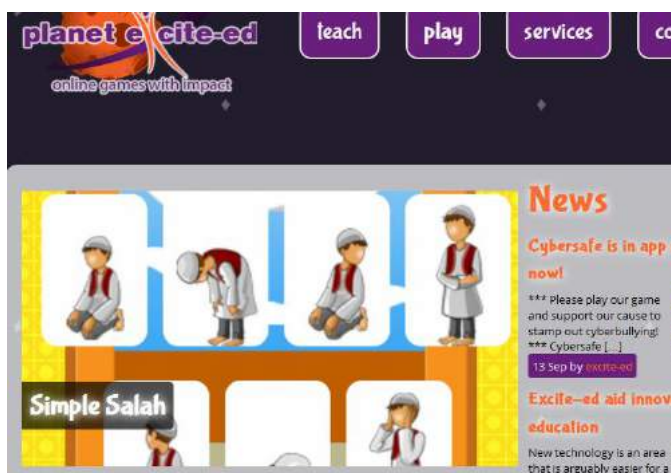 planet excite-ed
online games with impact
teach
play
services
co
Simple Salah
News
Cybersafe is in app
now!
*** Please play our game
and support our cause to
stamp out cyberbullying!
*** Cybersafe [...]
13 Sep by excite-ed
Excite-ed aid innov
education
New technology is an area
that is arguably easier for a